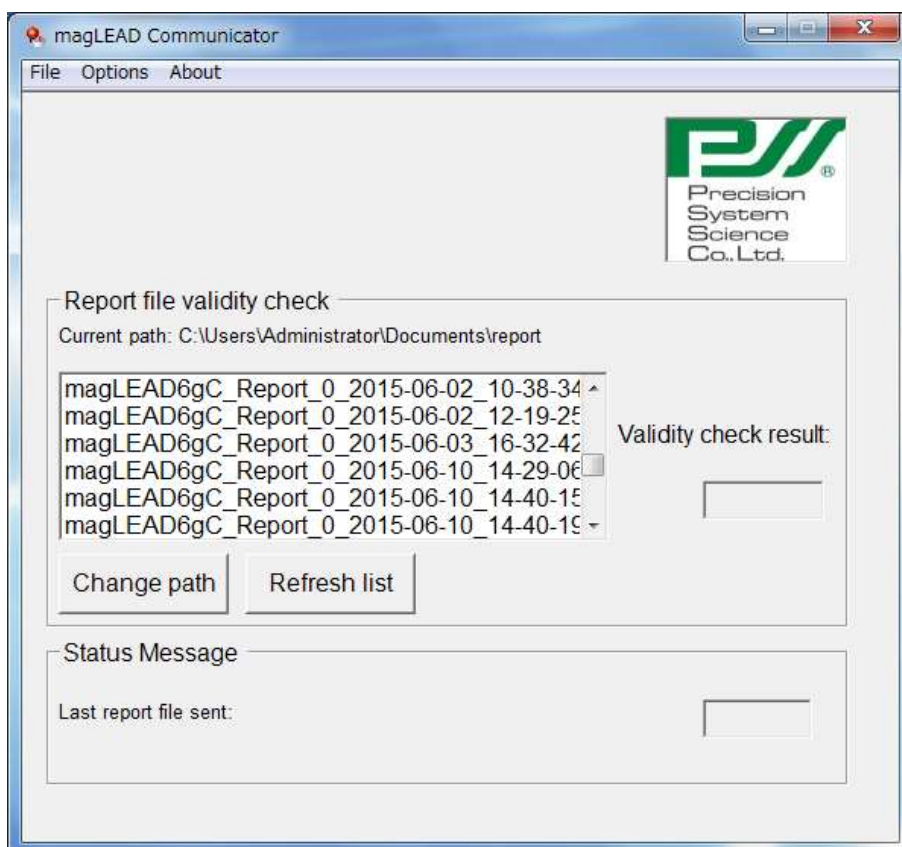 magLEAD Communicator
File Options About
PSS®
Precision
System
Science
Co.,Ltd.
Report file validity check
Current path: C:\Users\Administrator\Documents\report
magLEAD6gC_Report_0_2015-06-02_10-38-34
magLEAD6gC_Report_0_2015-06-02_12-19-25
magLEAD6gC_Report_0_2015-06-03_16-32-42
magLEAD6gC_Report_0_2015-06-10_14-29-06
magLEAD6gC_Report_0_2015-06-10_14-40-15
magLEAD6gC_Report_0_2015-06-10_14-40-19
Validity check result:
Change path Refresh list
Status Message
Last report file sent: